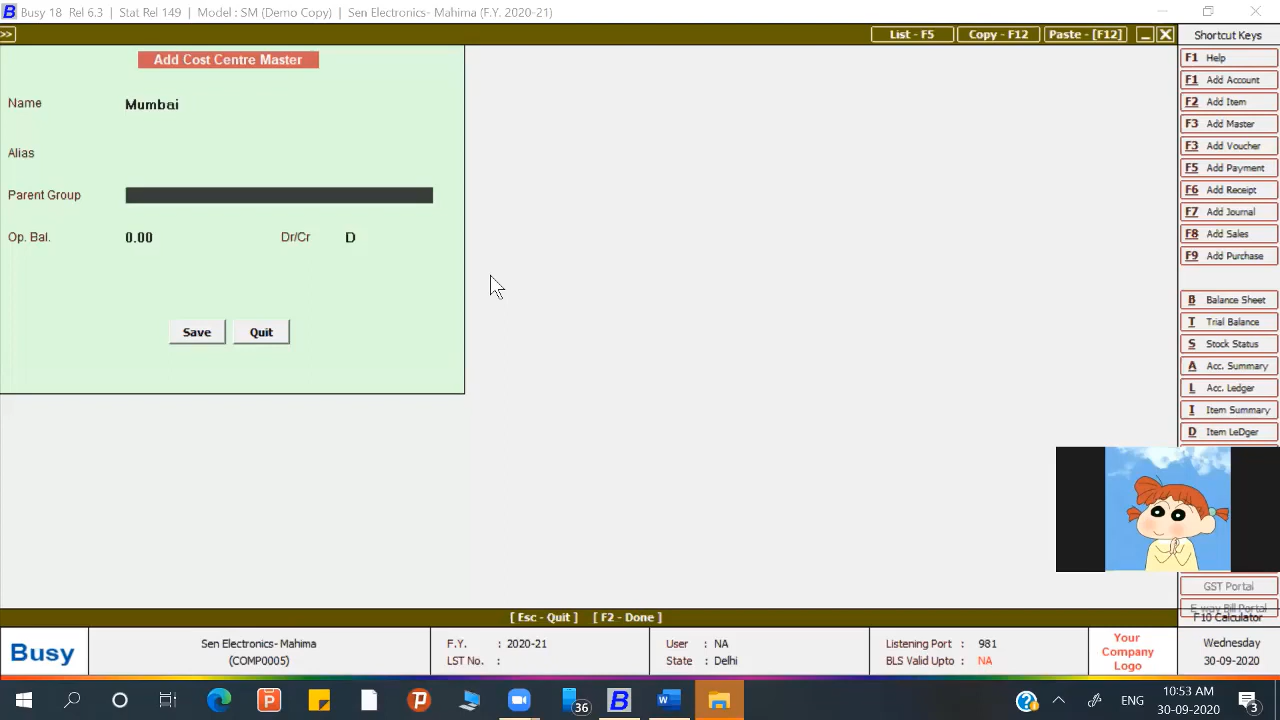 Busy 18 Rel 6.3 | Stat Rel 149 | Model : SM (Demo Copy) | Sen Electronics- Mahima (F.Y. 2020-21)
>>
List - F5
Copy - F12
Paste - [F12]
Shortcut Keys
Add Cost Centre Master
Name Mumbai
Alias
Parent Group
Op. Bal. 0.00 Dr/Cr D
Save Quit
F1 Help
F1 Add Account
F2 Add Item
F3 Add Master
F3 Add Voucher
F5 Add Payment
F6 Add Receipt
F7 Add Journal
F8 Add Sales
F9 Add Purchase
B Balance Sheet
T Trial Balance
S Stock Status
A Acc. Summary
L Acc. Ledger
I Item Summary
D Item LeDger
GST Portal
E-way Bill Portal
F10 Calculator
[ Esc - Quit ] [ F2 - Done ]
Busy
Sen Electronics- Mahima
(COMP0005)
F.Y. : 2020-21
LST No. :
User : NA
State : Delhi
Listening Port : 981
BLS Valid Upto : NA
Your
Company
Logo
Wednesday
30-09-2020
36
ENG
10:53 AM
30-09-2020
3